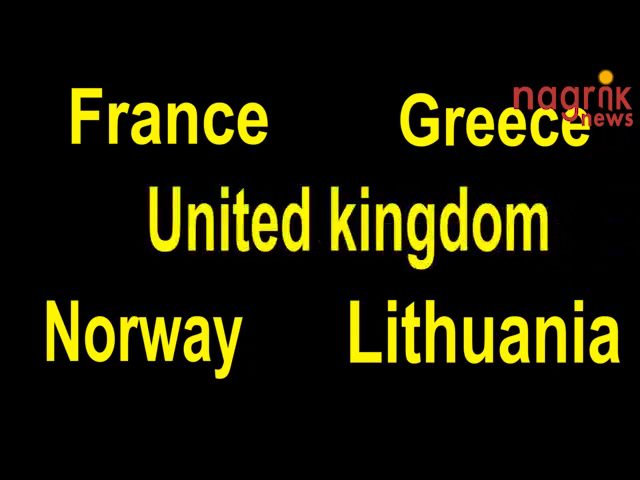 France
Greece
nagrik
news
United kingdom
Norway
Lithuania